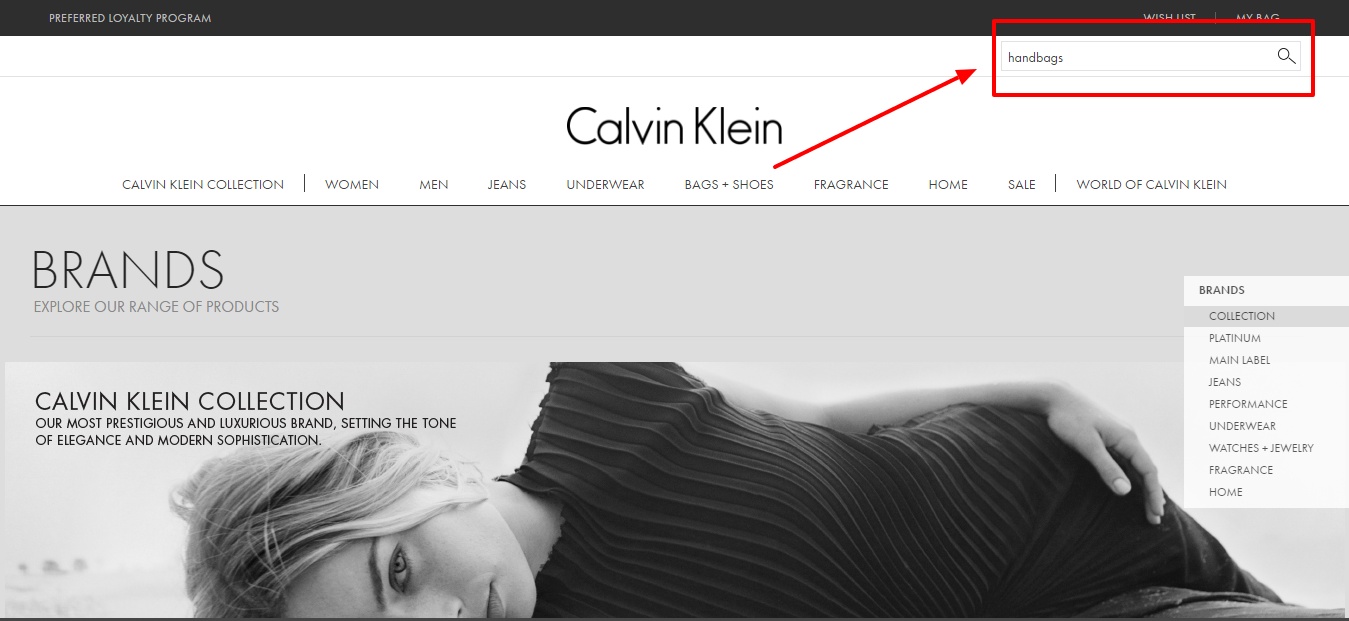 PREFERRED LOYALTY PROGRAM
WISH LIST
MY BAG
handbags
Calvin Klein
CALVIN KLEIN COLLECTION
WOMEN
MEN
JEANS
UNDERWEAR
BAGS + SHOES
FRAGRANCE
HOME
SALE
WORLD OF CALVIN KLEIN
BRANDS
EXPLORE OUR RANGE OF PRODUCTS
BRANDS
COLLECTION
PLATINUM
MAIN LABEL
JEANS
PERFORMANCE
UNDERWEAR
WATCHES + JEWELRY
FRAGRANCE
HOME
CALVIN KLEIN COLLECTION
OUR MOST PRESTIGIOUS AND LUXURIOUS BRAND, SETTING THE TONE
OF ELEGANCE AND MODERN SOPHISTICATION.